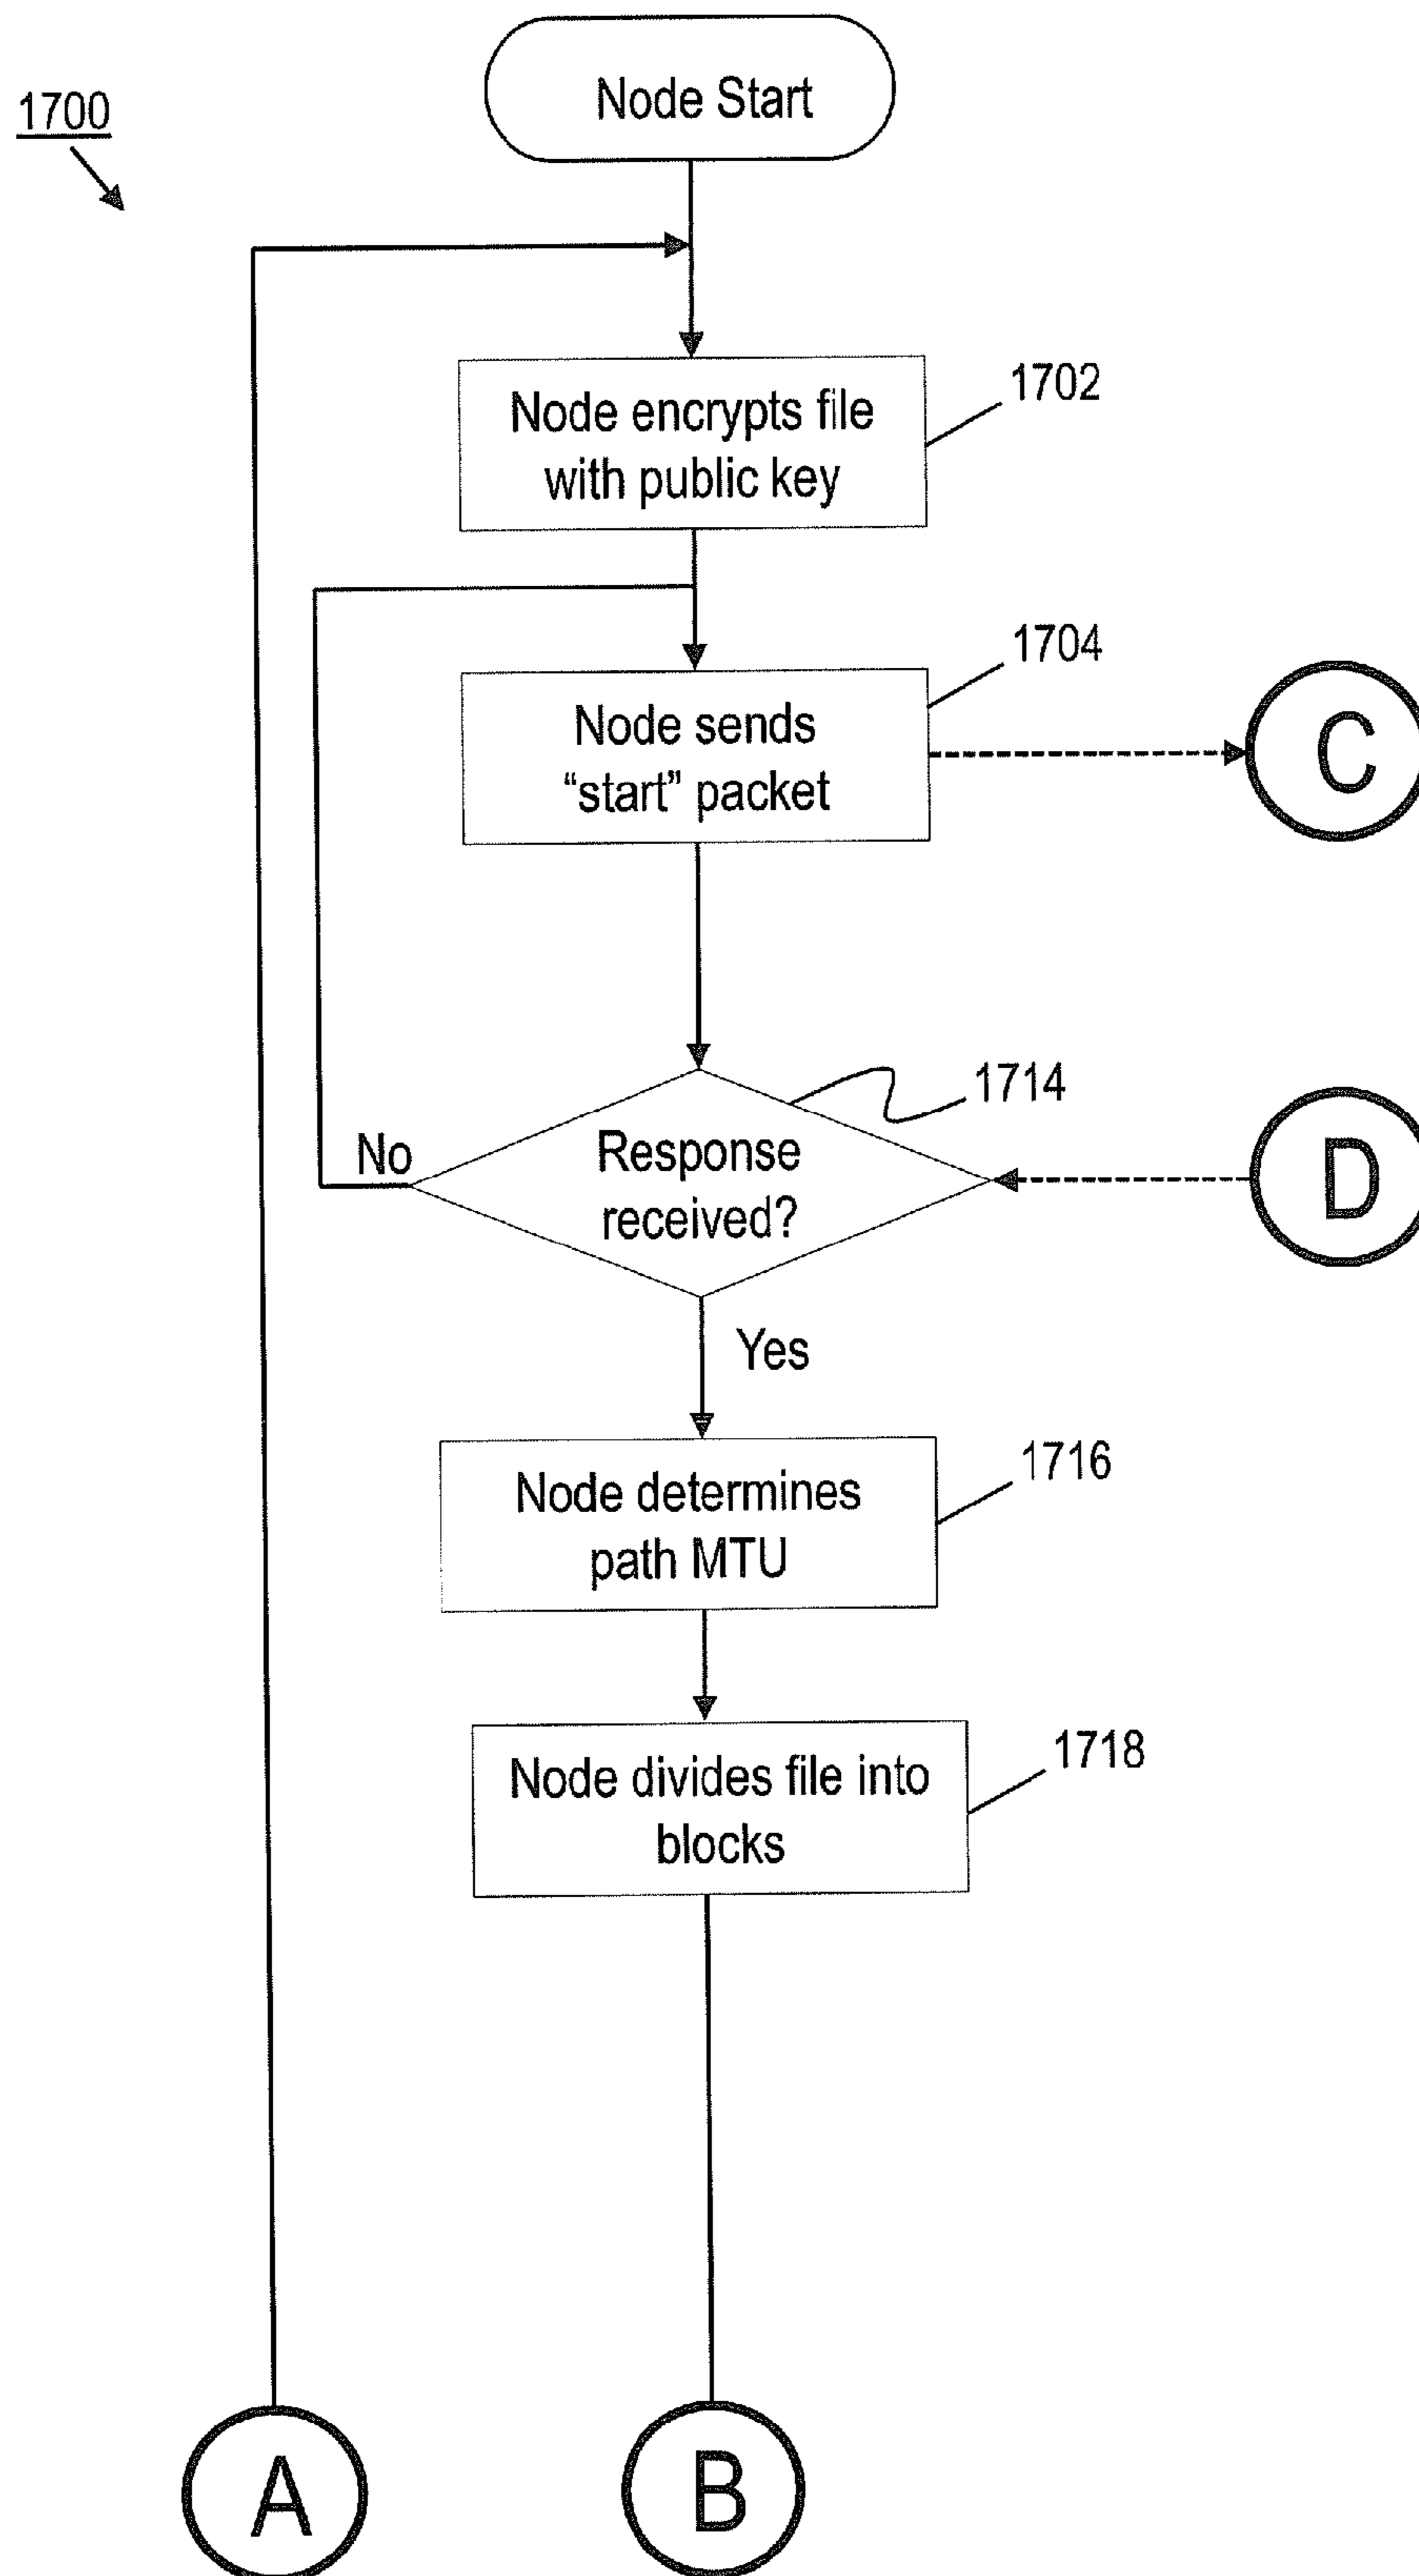 1700
Node Start
Node encrypts file
with public key
1702
Node sends
“start” packet
1704
C
1714
No
Response
received?
D
Yes
Node determines
path MTU
1716
Node divides file into
blocks
1718
A
B